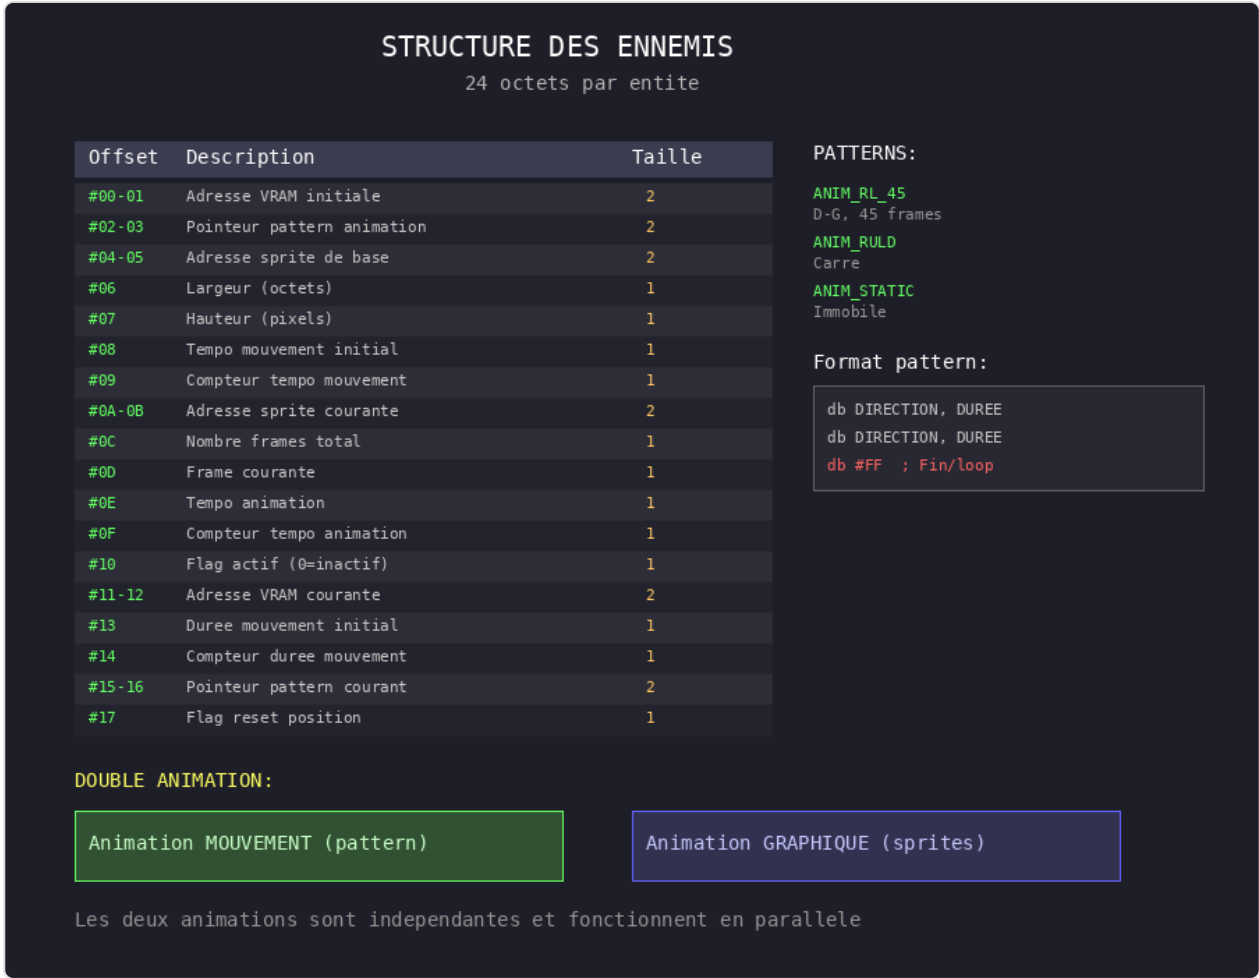 STRUCTURE DES ENNEMIS
24 octets par entite
Offset Description Taille
#00-01 Adresse VRAM initiale 2
#02-03 Pointeur pattern animation 2
#04-05 Adresse sprite de base 2
#06 Largeur (octets) 1
#07 Hauteur (pixels) 1
#08 Tempo mouvement initial 1
#09 Compteur tempo mouvement 1
#0A-0B Adresse sprite courante 2
#0C Nombre frames total 1
#0D Frame courante 1
#0E Tempo animation 1
#0F Compteur tempo animation 1
#10 Flag actif (0=inactif) 1
#11-12 Adresse VRAM courante 2
#13 Duree mouvement initial 1
#14 Compteur duree mouvement 1
#15-16 Pointeur pattern courant 2
#17 Flag reset position 1
PATTERNS:
ANIM_RL_45
D-G, 45 frames
ANIM_RULD
Carre
ANIM_STATIC
Immobile
Format pattern:
db DIRECTION, DUREE
db DIRECTION, DUREE
db #FF  ; Fin/loop
DOUBLE ANIMATION:
Animation MOUVEMENT (pattern)
Animation GRAPHIQUE (sprites)
Les deux animations sont independantes et fonctionnent en parallele